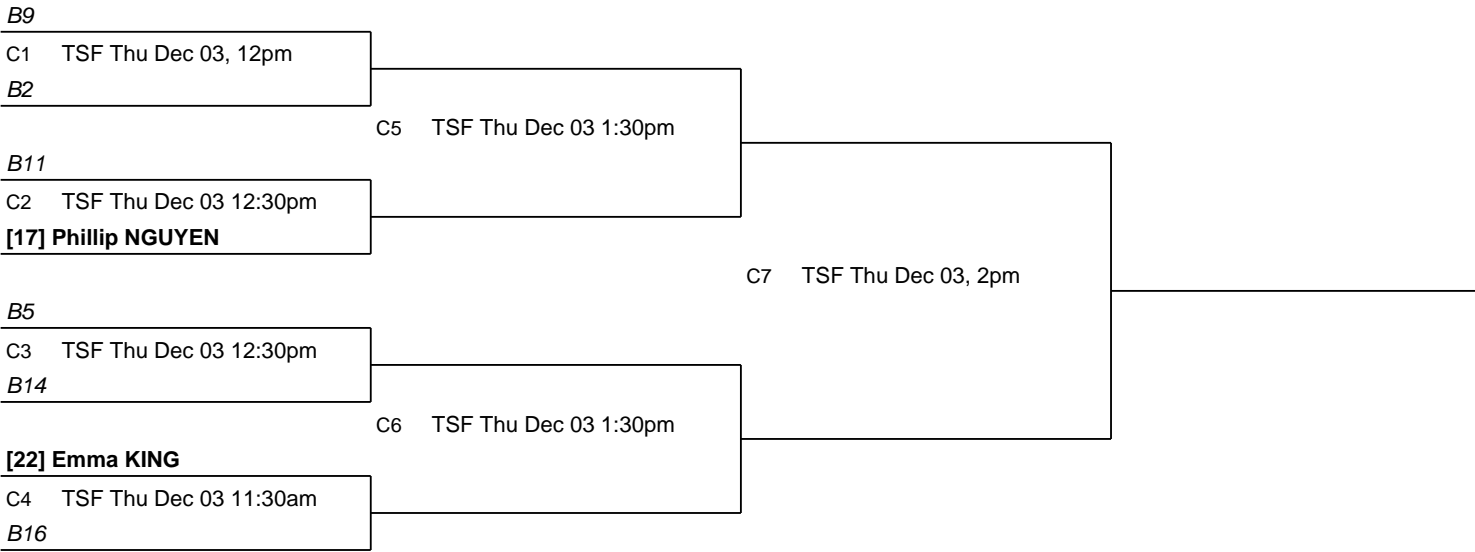 B9
C1 TSF Thu Dec 03, 12pm
B2
C5 TSF Thu Dec 03 1:30pm
B11
C2 TSF Thu Dec 03 12:30pm
[17] Phillip NGUYEN
C7 TSF Thu Dec 03, 2pm
B5
C3 TSF Thu Dec 03 12:30pm
B14
C6 TSF Thu Dec 03 1:30pm
[22] Emma KING
C4 TSF Thu Dec 03 11:30am
B16